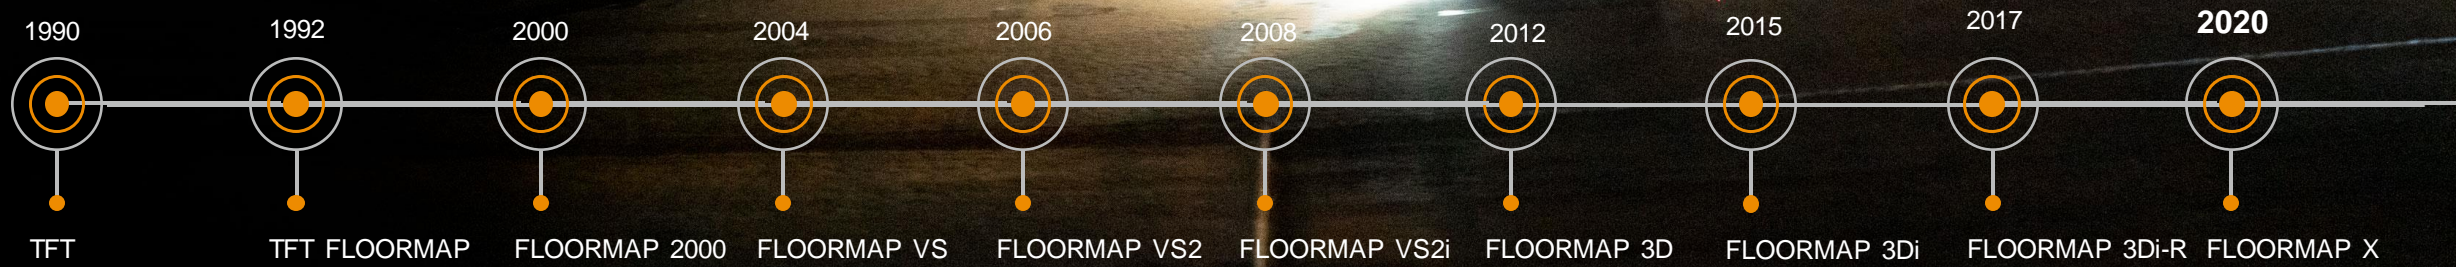 1990 1992 2000 2004 2006 2008 2012 2015 2017 2020
TFT TFT FLOORMAP FLOORMAP 2000 FLOORMAP VS FLOORMAP VS2 FLOORMAP VS2i FLOORMAP 3D FLOORMAP 3Di FLOORMAP 3Di-R FLOORMAP X